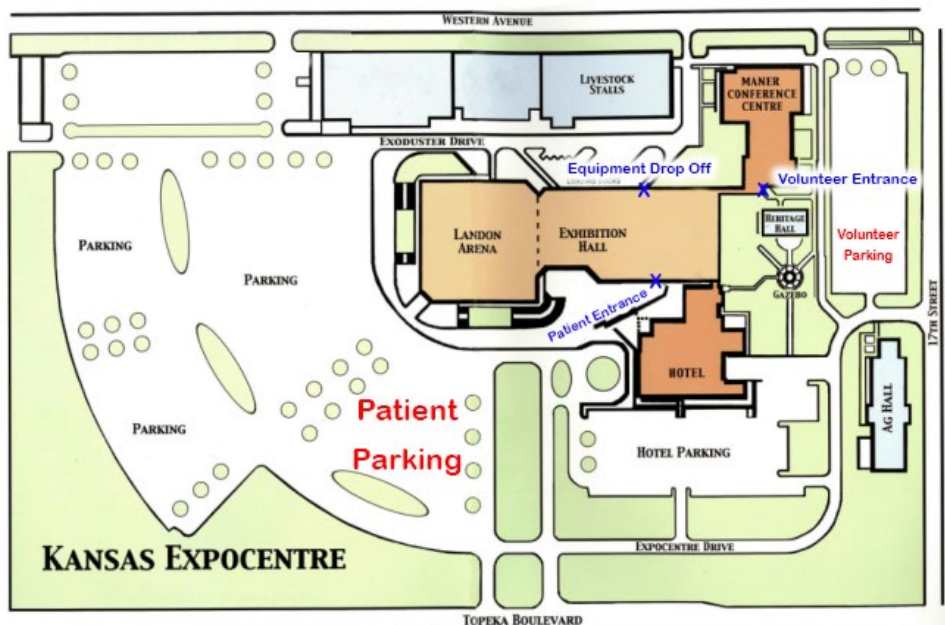 WESTERN AVENUE
LIVESTOCK
STALLS
MANER
CONFERENCE
CENTRE
EXODUSTER DRIVE
Equipment Drop Off
Volunteer Entrance
LANDON
ARENA
EXHIBITION
HALL
HERITAGE
HALL
Volunteer
Parking
PARKING
PARKING
GAZEBO
Patient Entrance
17TH STREET
HOTEL
AG HALL
Patient
Parking
PARKING
HOTEL PARKING
KANSAS EXPOCENTRE
EXPOCENTRE DRIVE
TOPEKA BOULEVARD